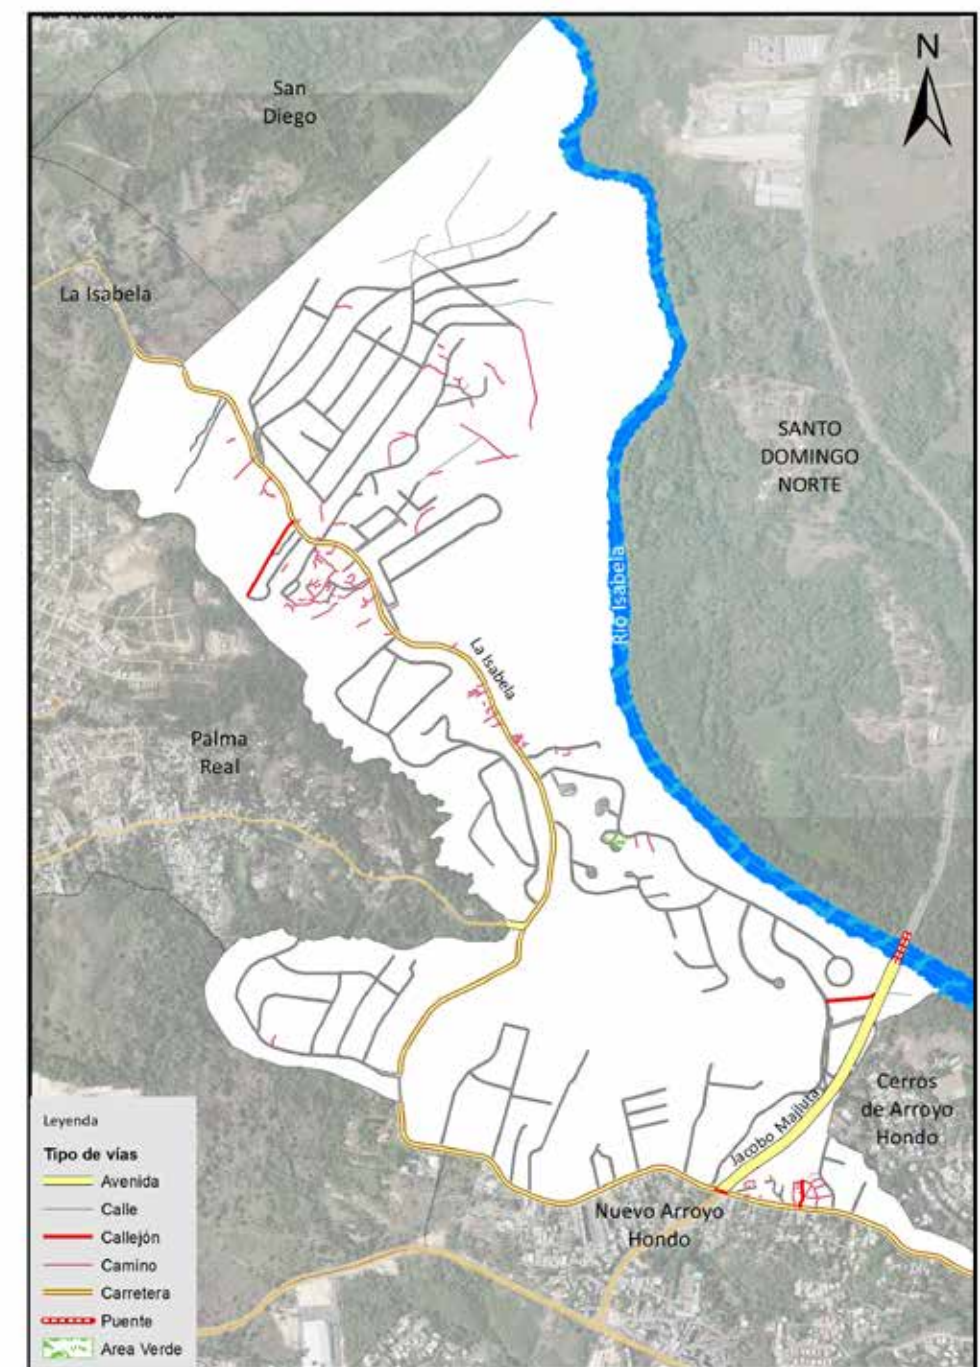 N
San
Diego
La Isabela
SANTO
DOMINGO
NORTE
Río Isabela
La Isabela
Palma
Real
Cerros
de Arroyo
Hondo
Jacobo Majluta
Nuevo Arroyo
Hondo
Leyenda
Tipo de vías
Avenida
Calle
Callejón
Camino
Carretera
Puente
Area Verde